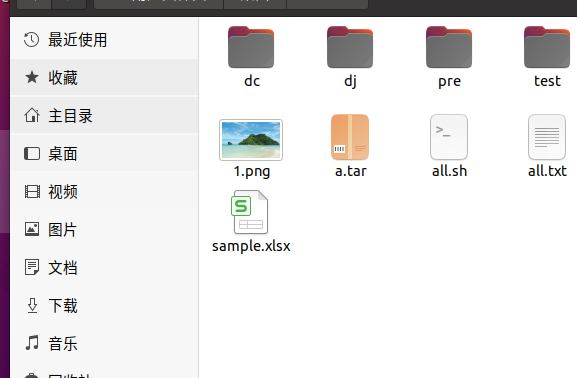 最近使用
收藏
主目录
桌面
视频
图片
文档
下载
音乐
dc
dj
pre
test
1.png
a.tar
all.sh
all.txt
sample.xlsx